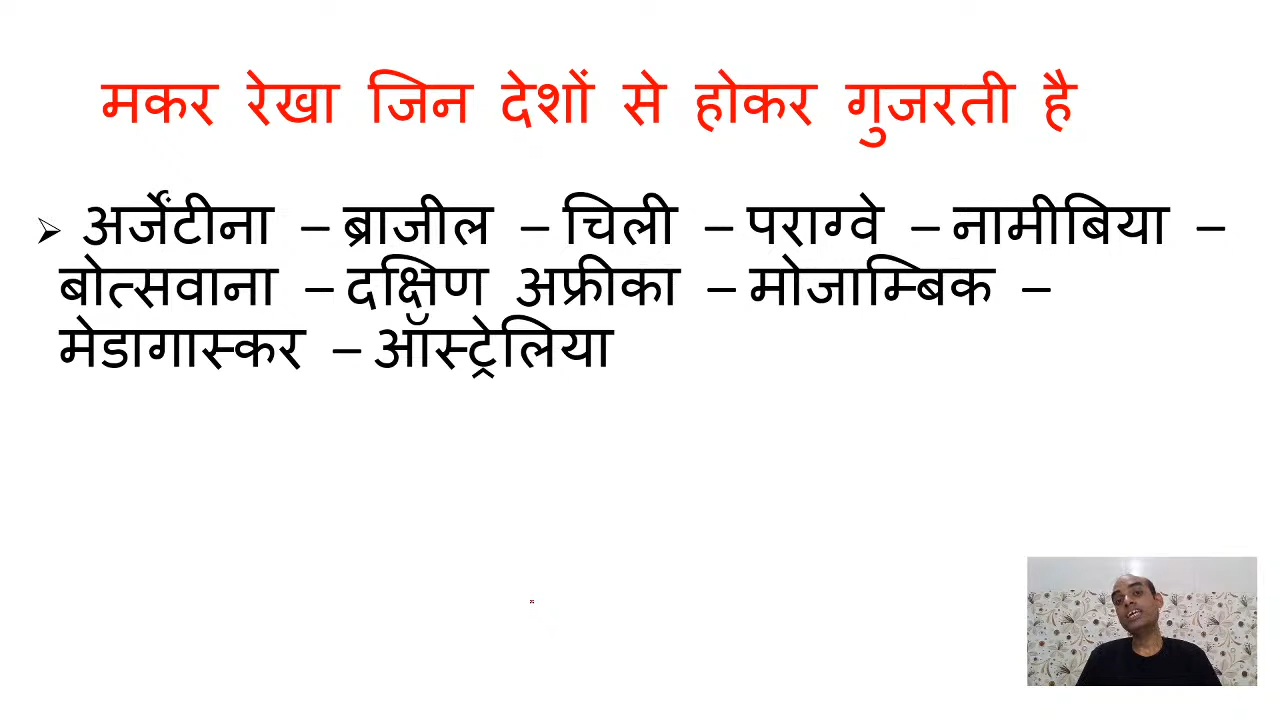 मकर रेखा जिन देशों से होकर गुजरती है
➢ अर्जेंटीना – ब्राजील – चिली – पराग्वे – नामीबिया –
बोत्सवाना – दक्षिण अफ्रीका – मोजाम्बिक –
मेडागास्कर – ऑस्ट्रेलिया